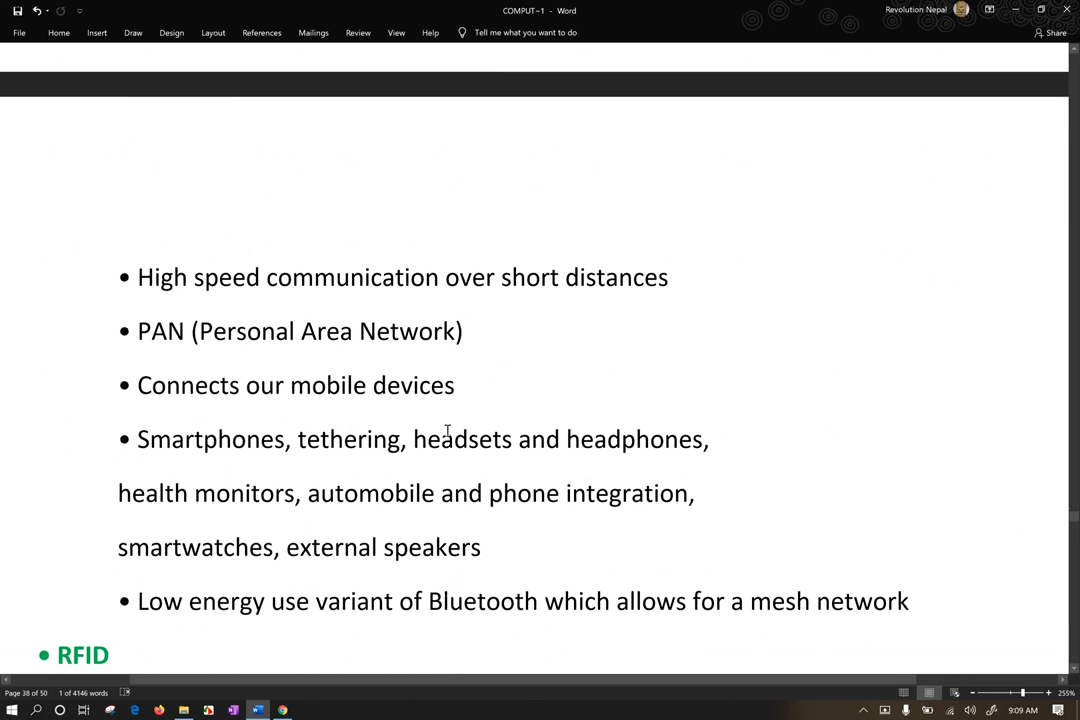 COMPUT~1 - Word
Revolution Nepal
File Home Insert Draw Design Layout References Mailings Review View Help Tell me what you want to do Share
• High speed communication over short distances
• PAN (Personal Area Network)
• Connects our mobile devices
• Smartphones, tethering, headsets and headphones,
health monitors, automobile and phone integration,
smartwatches, external speakers
• Low energy use variant of Bluetooth which allows for a mesh network
• RFID
Page 38 of 50 1 of 4146 words 255%
9:09 AM